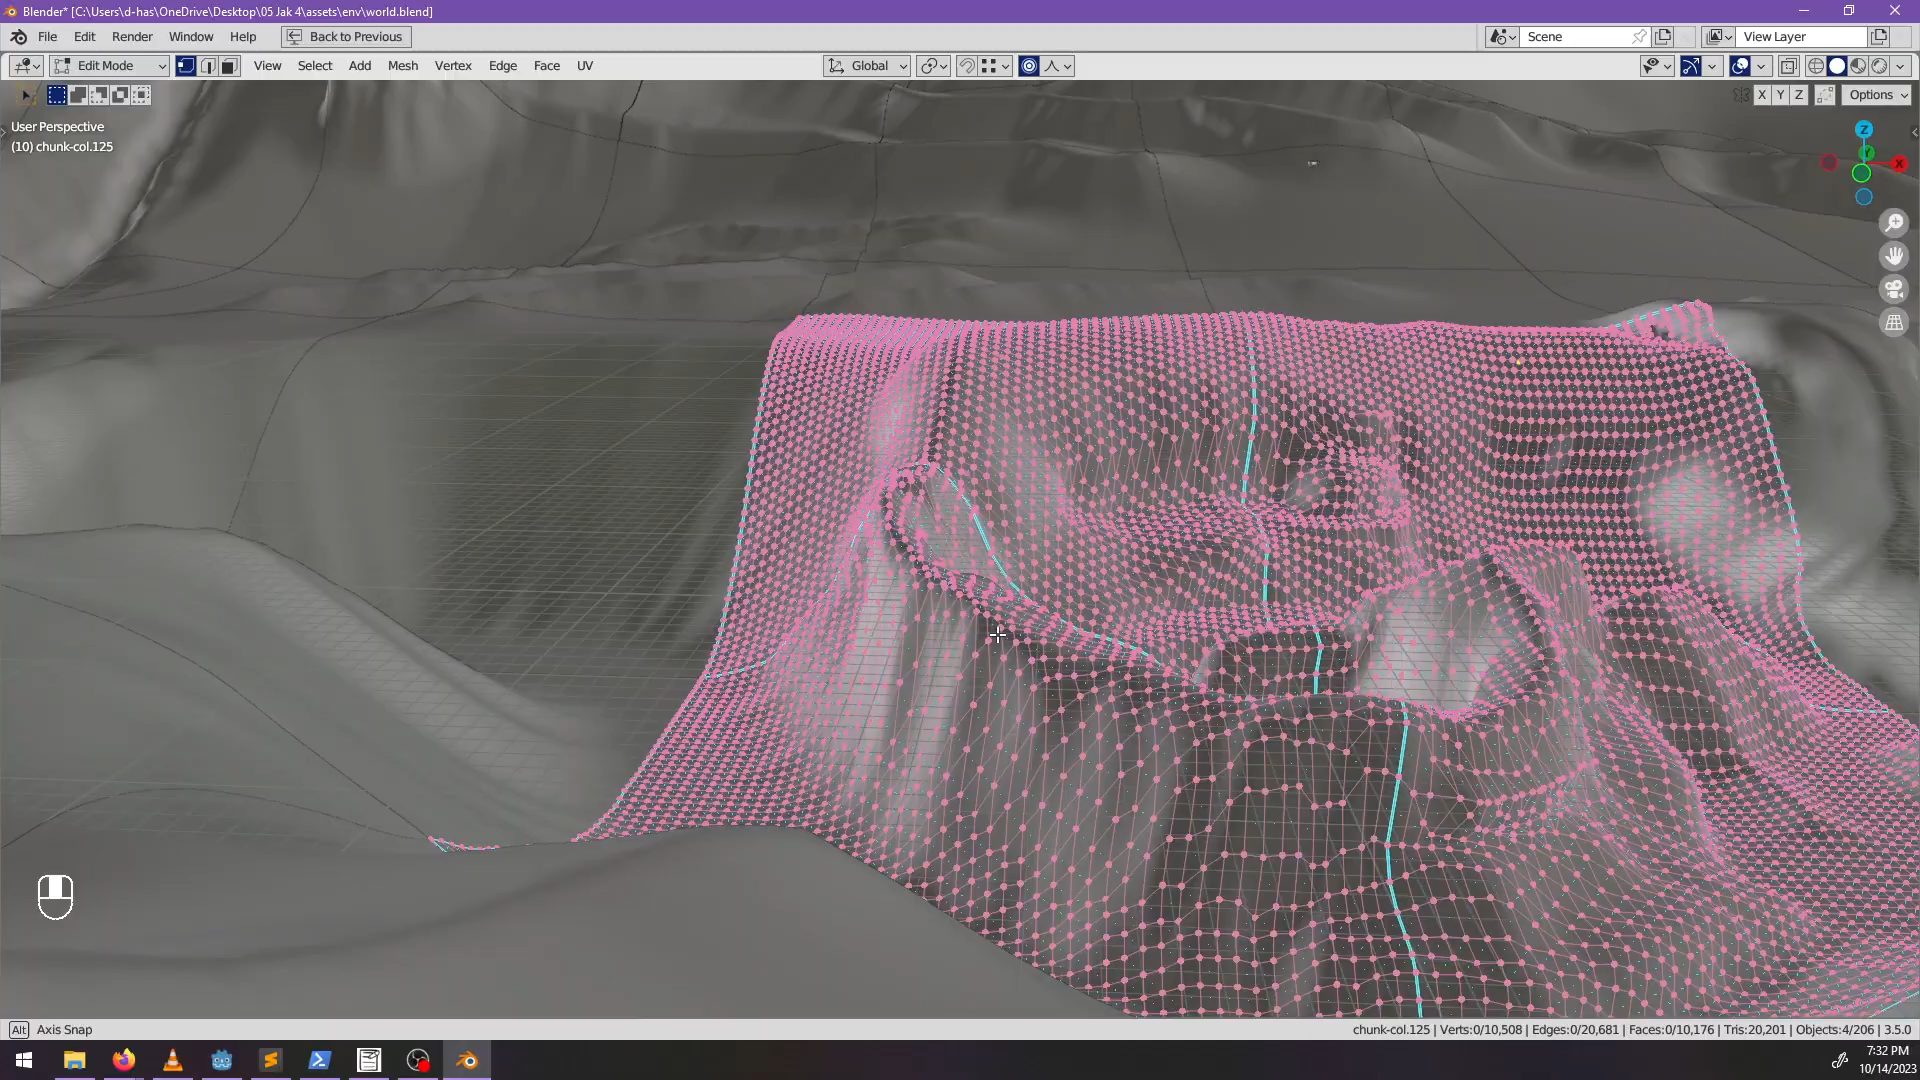 Blender* [C:\Users\d-has\OneDrive\Desktop\05 Jak 4\assets\env\world.blend]
File Edit Render Window Help Back to Previous Scene View Layer
Edit Mode View Select Add Mesh Vertex Edge Face UV Global
X Y Z Options
User Perspective
(10) chunk-col.125
Z
Y
X
Alt Axis Snap chunk-col.125 | Verts:0/10,508 | Edges:0/20,681 | Faces:0/10,176 | Tris:20,201 | Objects:4/206 | 3.5.0
7:32 PM
10/14/2023